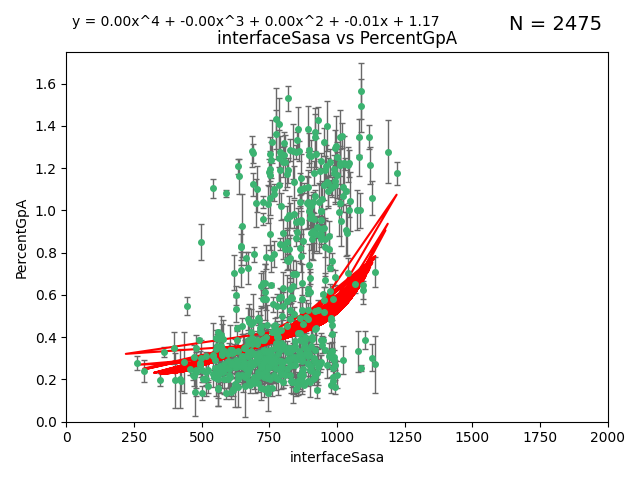 y = 0.00x^4 + -0.00x^3 + 0.00x^2 + -0.01x + 1.17
N = 2475
interfaceSasa vs PercentGpA
PercentGpA
1.6
1.4
1.2
1.0
0.8
0.6
0.4
0.2
0.0
0 250 500 750 1000 1250 1500 1750 2000
interfaceSasa